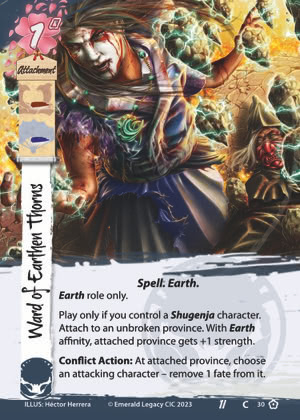 1
Attachment
Ward of Earthen Thorns
Spell. Earth.
Earth role only.
Play only if you control a Shugenja character.
Attach to an unbroken province. With Earth
affinity, attached province gets +1 strength.
Conflict Action: At attached province, choose
an attacking character – remove 1 fate from it.
ILLUS: Héctor Herrera © Emerald Legacy CIC 2023 C 30